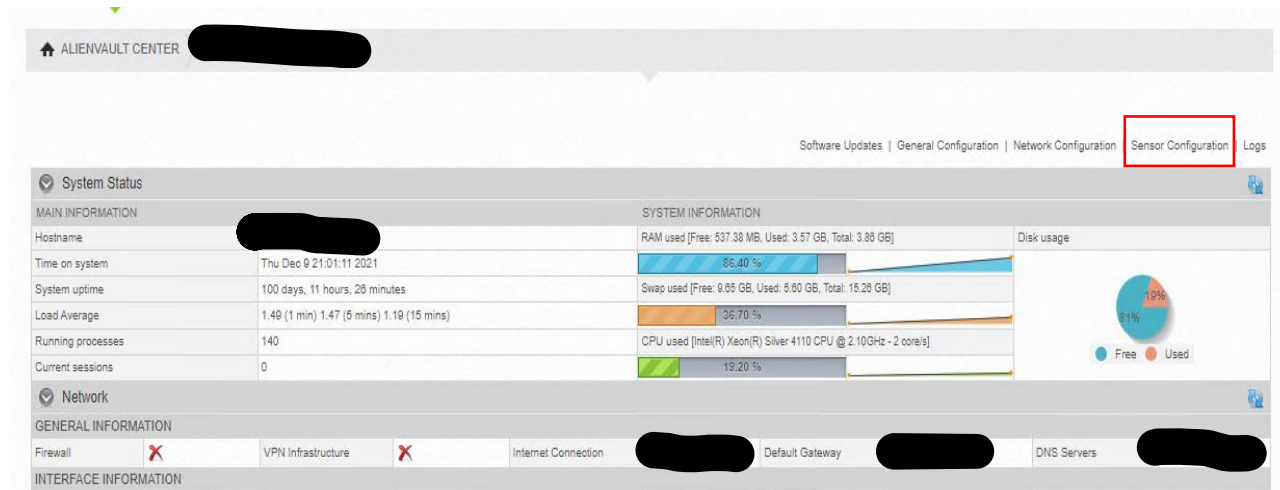 ALIENVAULT CENTER
Software Updates | General Configuration | Network Configuration | Sensor Configuration | Logs
System Status
MAIN INFORMATION SYSTEM INFORMATION
Hostname RAM used [Free: 537.38 MB, Used: 3.57 GB, Total: 3.86 GB] Disk usage
Time on system Thu Dec 9 21:01:11 2021 86.40 %
System uptime 100 days, 11 hours, 26 minutes Swap used [Free: 9.65 GB, Used: 5.60 GB, Total: 15.26 GB]
Load Average 1.49 (1 min) 1.47 (5 mins) 1.19 (15 mins) 36.70 % 19% 81%
Running processes 140 CPU used [Intel(R) Xeon(R) Silver 4110 CPU @ 2.10GHz - 2 core/s]
Current sessions 0 19.20 % Free Used
Network
GENERAL INFORMATION
Firewall VPN Infrastructure Internet Connection Default Gateway DNS Servers
INTERFACE INFORMATION